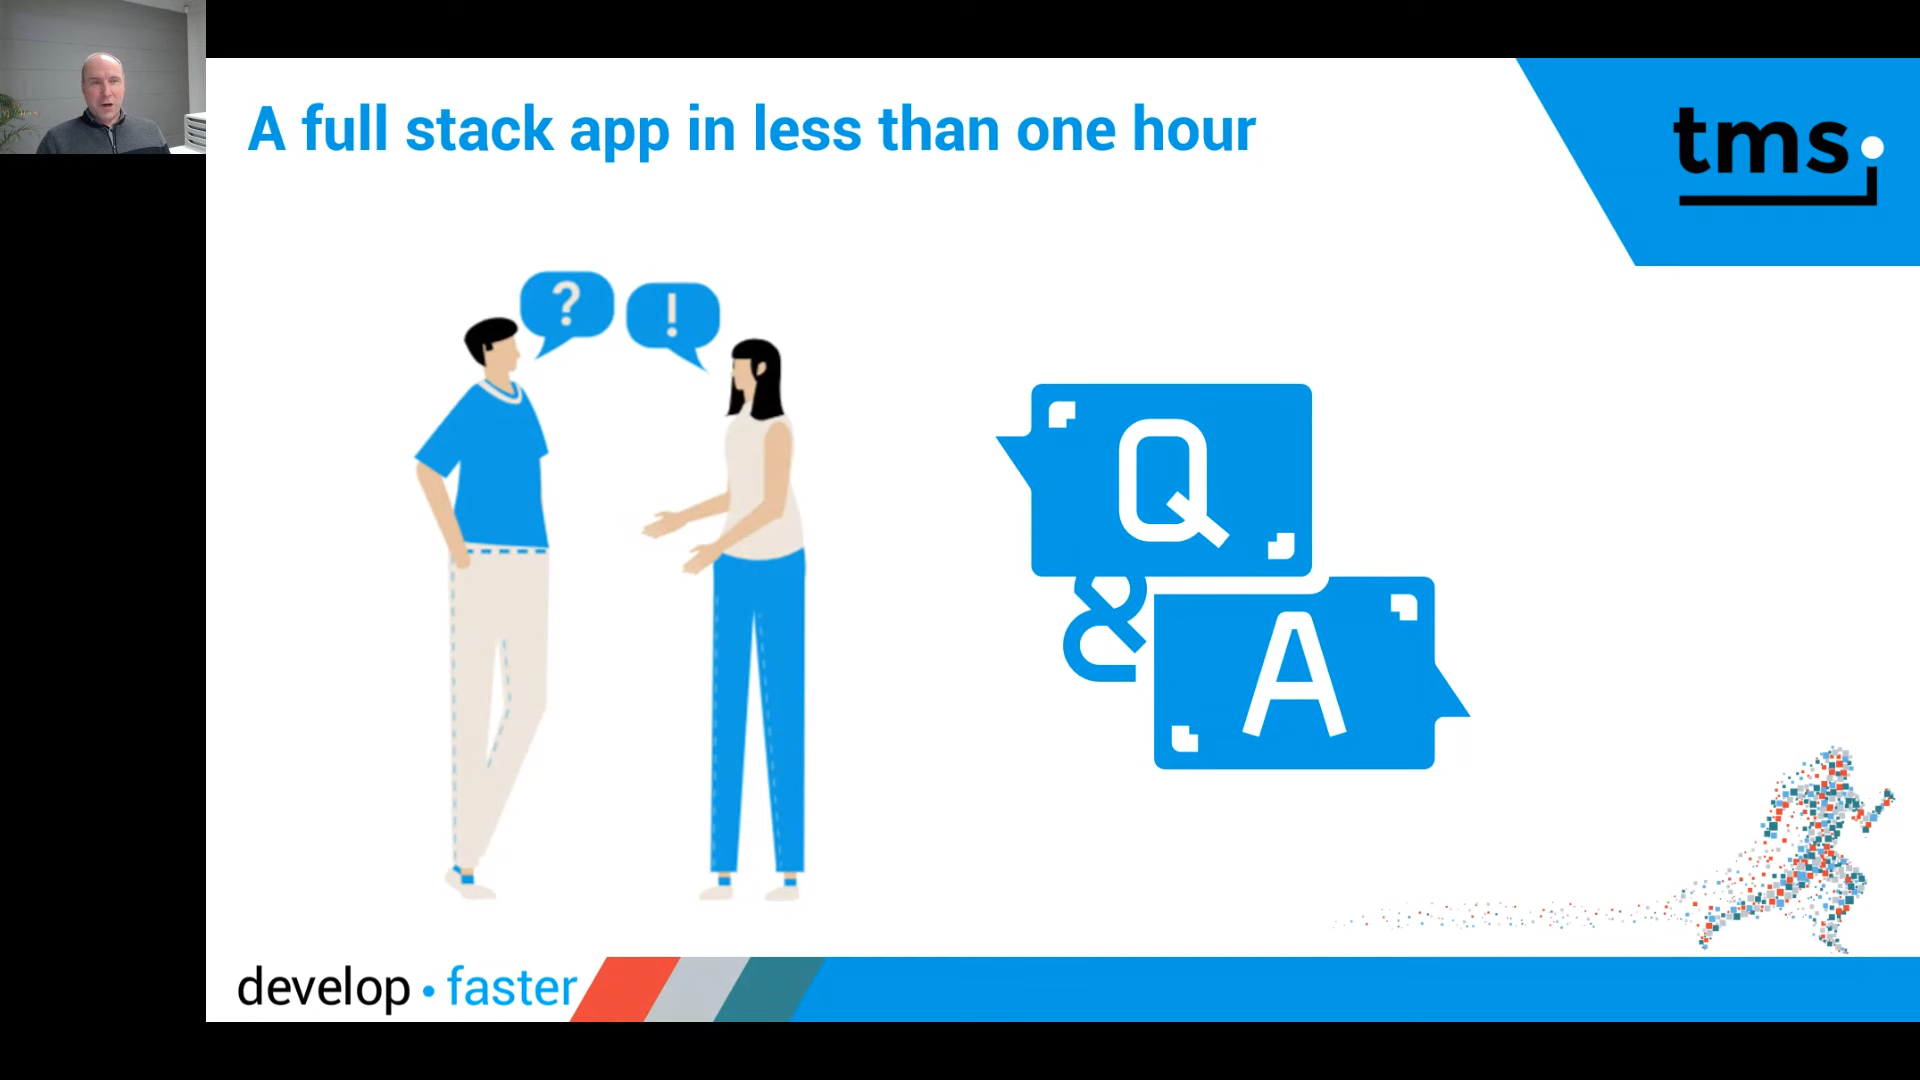 A full stack app in less than one hour
tms
?
!
Q
&
A
develop • faster